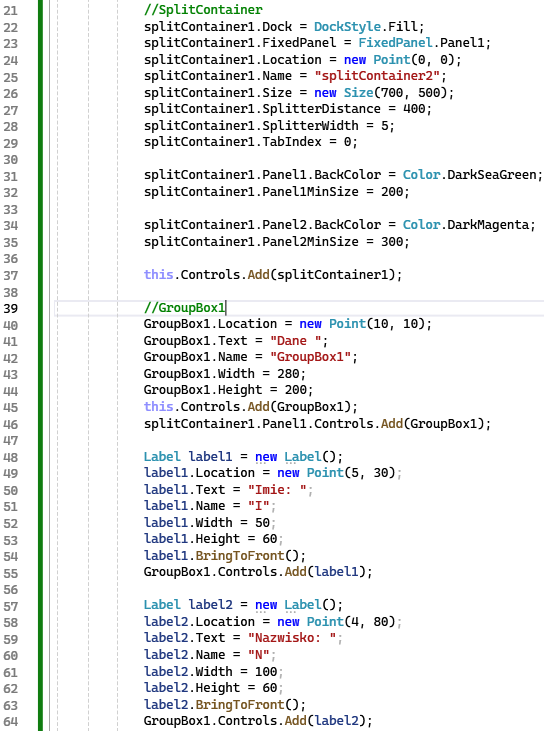 21 //SplitContainer
22 splitContainer1.Dock = DockStyle.Fill;
23 splitContainer1.FixedPanel = FixedPanel.Panel1;
24 splitContainer1.Location = new Point(0, 0);
25 splitContainer1.Name = "splitContainer2";
26 splitContainer1.Size = new Size(700, 500);
27 splitContainer1.SplitterDistance = 400;
28 splitContainer1.SplitterWidth = 5;
29 splitContainer1.TabIndex = 0;
30
31 splitContainer1.Panel1.BackColor = Color.DarkSeaGreen;
32 splitContainer1.Panel1MinSize = 200;
33
34 splitContainer1.Panel2.BackColor = Color.DarkMagenta;
35 splitContainer1.Panel2MinSize = 300;
36
37 this.Controls.Add(splitContainer1);
38
39 //GroupBox1
40 GroupBox1.Location = new Point(10, 10);
41 GroupBox1.Text = "Dane ";
42 GroupBox1.Name = "GroupBox1";
43 GroupBox1.Width = 280;
44 GroupBox1.Height = 200;
45 this.Controls.Add(GroupBox1);
46 splitContainer1.Panel1.Controls.Add(GroupBox1);
47
48 Label label1 = new Label();
49 label1.Location = new Point(5, 30);
50 label1.Text = "Imie: ";
51 label1.Name = "I";
52 label1.Width = 50;
53 label1.Height = 60;
54 label1.BringToFront();
55 GroupBox1.Controls.Add(label1);
56
57 Label label2 = new Label();
58 label2.Location = new Point(4, 80);
59 label2.Text = "Nazwisko: ";
60 label2.Name = "N";
61 label2.Width = 100;
62 label2.Height = 60;
63 label2.BringToFront();
64 GroupBox1.Controls.Add(label2);